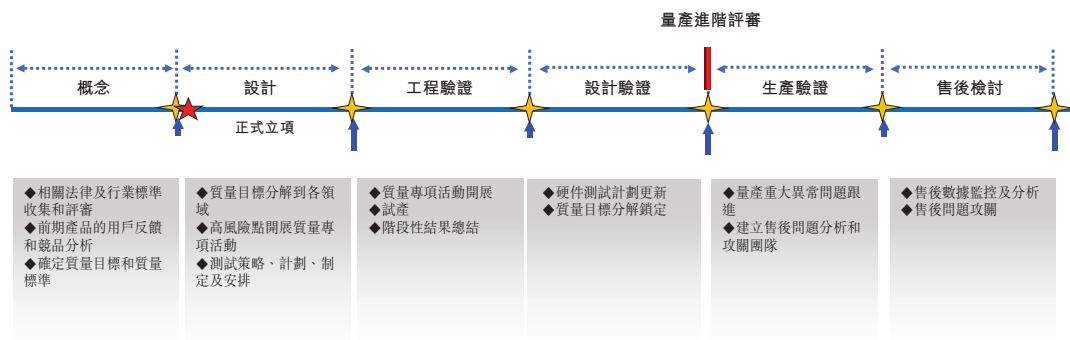 量產進階評審
概念
設計
工程驗證
設計驗證
生產驗證
售後檢討
正式立項
◆相關法律及行業標準
收集和評審
◆前期產品的用戶反饋
和競品分析
◆確定質量目標和質量
標準
◆質量目標分解到各領
域
◆高風險點開展質量專
項活動
◆測試策略、計劃、制
定及安排
◆質量專項活動開展
◆試產
◆階段性結果總結
◆硬件測試計劃更新
◆質量目標分解鎖定
◆量產重大異常問題跟
進
◆建立售後問題分析和
攻關團隊
◆售後數據監控及分析
◆售後問題攻關